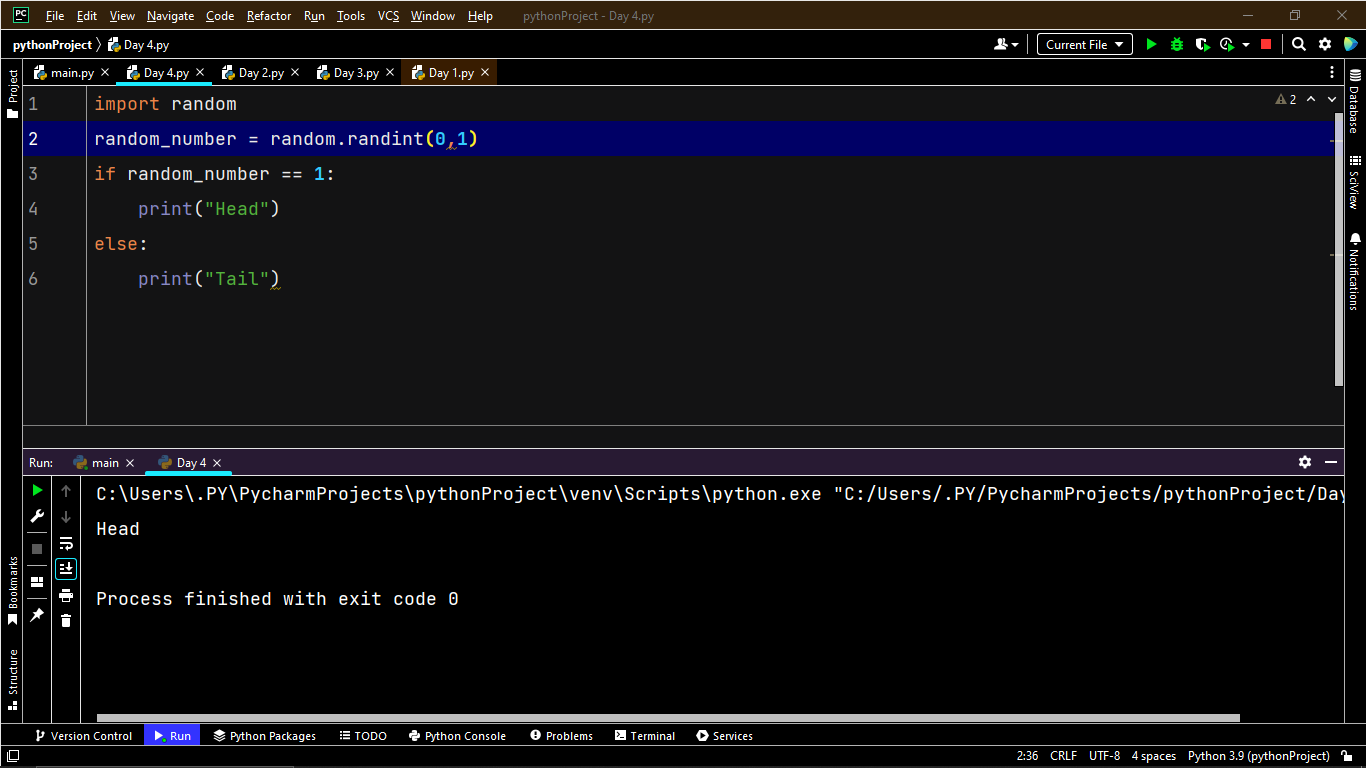 PC File Edit View Navigate Code Refactor Run Tools VCS Window Help pythonProject - Day 4.py
pythonProject Day 4.py Current File
Project
main.py Day 4.py Day 2.py Day 3.py Day 1.py
1 import random
2 random_number = random.randint(0,1)
3 if random_number == 1:
4 print("Head")
5 else:
6 print("Tail")
2
Database
SciView
Notifications
Run: main Day 4
C:\Users\.PY\PycharmProjects\pythonProject\venv\Scripts\python.exe "C:/Users/.PY/PycharmProjects/pythonProject/Day
Head
Process finished with exit code 0
Bookmarks
Structure
Version Control Run Python Packages TODO Python Console Problems Terminal Services
2:36 CRLF UTF-8 4 spaces Python 3.9 (pythonProject)